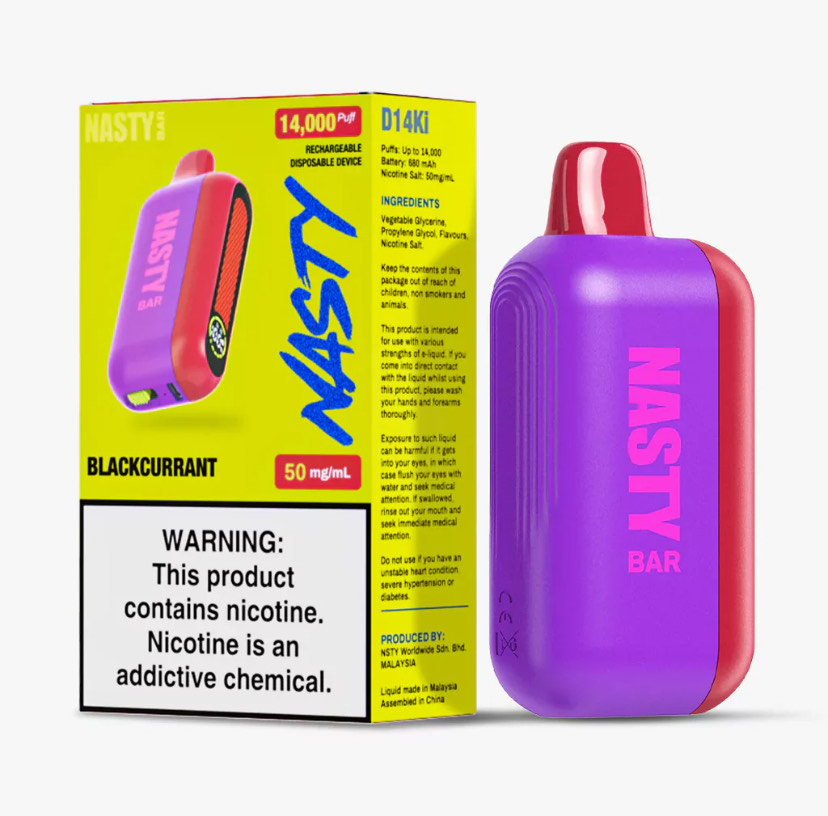 NASTY BAR
14,000 Puff
RECHARGEABLE
DISPOSABLE DEVICE
NASTY
BAR
NASTY
BLACKCURRANT
50 mg/mL
WARNING:
This product
contains nicotine.
Nicotine is an
addictive chemical.
D14Ki
Puffs: Up to 14,000
Battery: 680 mAh
Nicotine Salt: 50mg/mL
INGREDIENTS
Vegetable Glycerine,
Propylene Glycol, Flavours,
Nicotine Salt.
Keep the contents of this
package out of reach of
children, non smokers and
animals.
This product is intended
for use with various
strengths of e-liquid. If you
come into direct contact
with the liquid whilst using
this product, please wash
your hands and forearms
thoroughly.
Exposure to such liquid
can be harmful if it gets
into your eyes, in which
case flush your eyes with
water and seek medical
attention. If swallowed,
rinse out your mouth and
seek immediate medical
attention.
Do not use if you have an
unstable heart condition,
severe hypertension or
diabetes.
PRODUCED BY:
NSTY Worldwide Sdn. Bhd.
MALAYSIA
Liquid made in Malaysia
Assembled in China
NASTY
BAR
CE